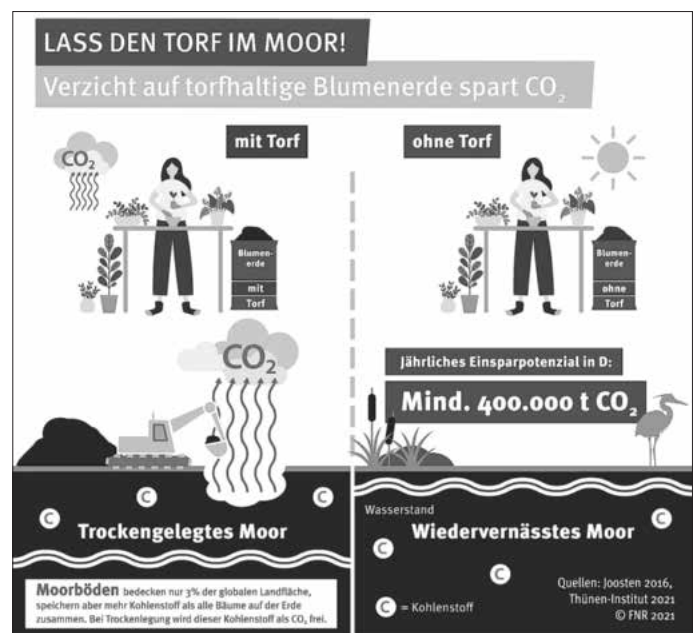 LASS DEN TORF IM MOOR!
Verzicht auf torfhaltige Blumenerde spart CO₂
mit Torf
ohne Torf
CO₂
Blumen-
erde
mit
Torf
Blumen-
erde
ohne
Torf
CO₂
Jährliches Einsparpotenzial in D:
Mind. 400.000 t CO₂
C
C
C
Trockengelegtes Moor
Moorböden bedecken nur 3% der globalen Landfläche,
speichern aber mehr Kohlenstoff als alle Bäume auf der Erde
zusammen. Bei Trockenlegung wird dieser Kohlenstoff als CO₂ frei.
Wasserstand
C
Wiedervernässtes Moor
C
C
C = Kohlenstoff
Quellen: Joosten 2016,
Thünen-Institut 2021
© FNR 2021